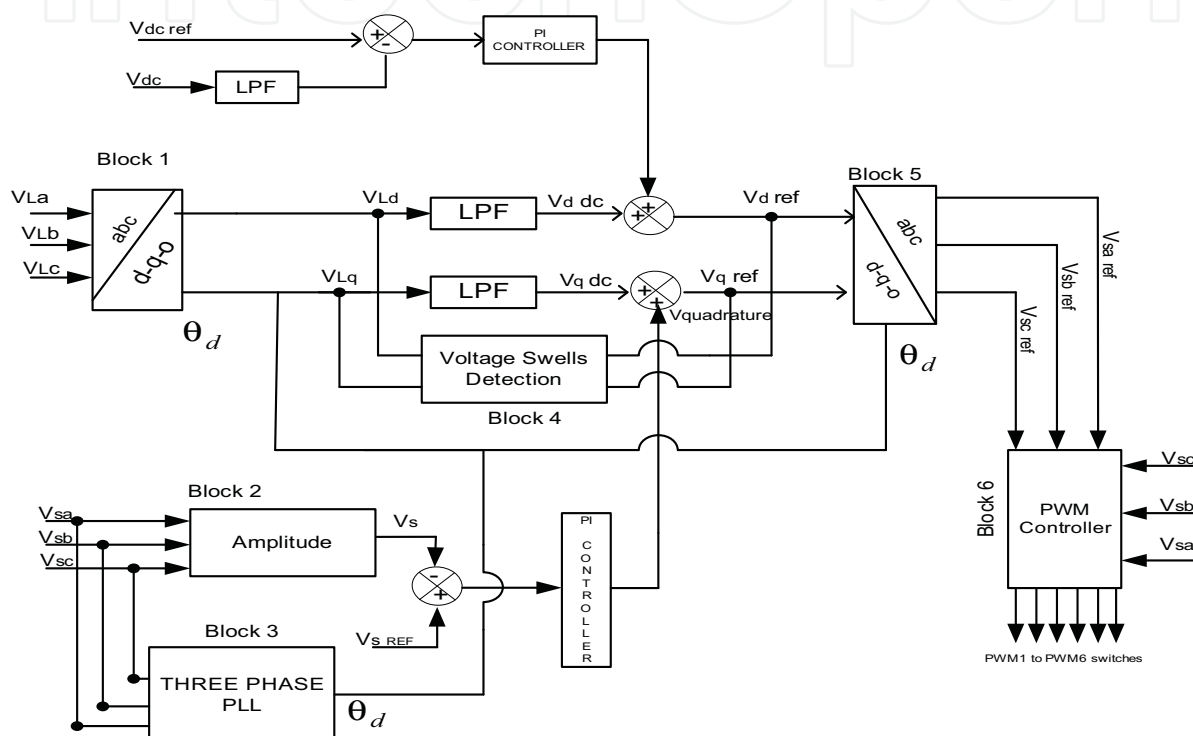 Vdc ref
PI
CONTROLLER
Vdc
LPF
+
-
Block 1
VLa
VLb
VLc
abc
d-q-o
θd
VLd
LPF
Vd dc
+
+
Vd ref
VLq
LPF
Vq dc
+
+
Vq ref
Vquadrature
Voltage Swells
Detection
Block 4
Block 5
abc
d-q-o
θd
Vsa ref
Vsb ref
Vsc ref
Block 2
Vsa
Vsb
Vsc
Amplitude
Vs
-
+
Vs REF
PI CONTROLLER
Block 3
THREE PHASE
PLL
θd
Block 6
PWM
Controller
Vsc
Vsb
Vsa
PWM1 to PWM6 switches